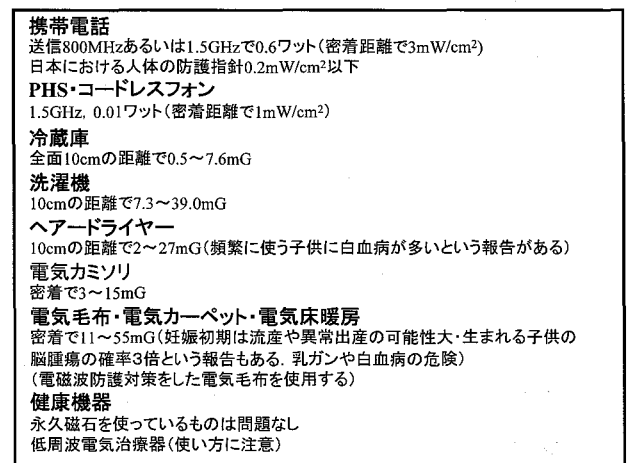 携帯電話
送信800MHzあるいは1.5GHzで0.6ワット(密着距離で3mW/cm²)
日本における人体の防護指針0.2mW/cm²以下
PHS・コードレスフォン
1.5GHz, 0.01ワット(密着距離で1mW/cm²)
冷蔵庫
全面10cmの距離で0.5～7.6mG
洗濯機
10cmの距離で7.3～39.0mG
ヘアードライヤー
10cmの距離で2～27mG(頻繁に使う子供に白血病が多いという報告がある)
電気カミソリ
密着で3～15mG
電気毛布・電気カーペット・電気床暖房
密着で11～55mG(妊娠初期は流産や異常出産の可能性大・生まれる子供の
脳腫瘍の確率3倍という報告もある. 乳ガンや白血病の危険)
(電磁波防護対策をした電気毛布を使用する)
健康機器
永久磁石を使っているものは問題なし
低周波電気治療器(使い方に注意)